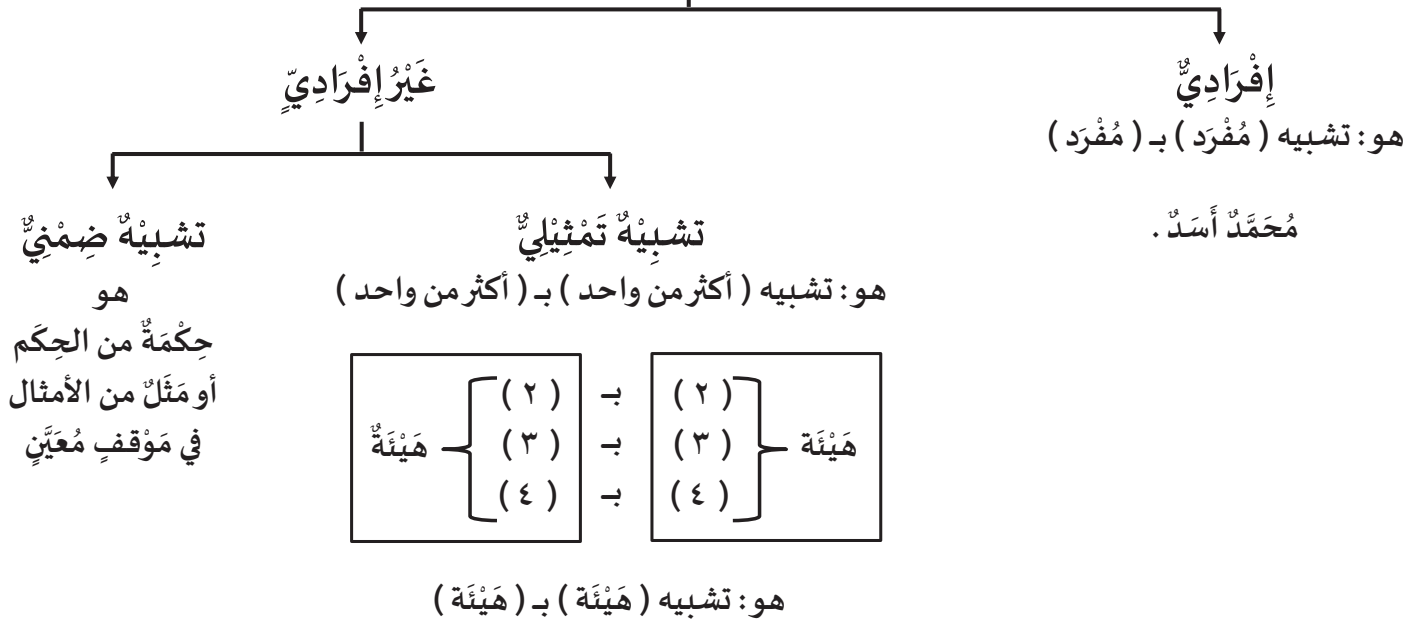 إِفْرَادِيٌّ
هو : تشبيه ( مُفْرَد ) بـ ( مُفْرَد )
مُحَمَّدٌ أَسَدٌ .
غَيْرُ إِفْرَادِيٍّ
تشبِيْهٌ تَمْثِيْلِيٌّ
هو : تشبيه ( أكثر من واحد ) بـ ( أكثر من واحد )
هَيْئَة
( ٢ ) بـ ( ٢ )
( ٣ ) بـ ( ٣ )
( ٤ ) بـ ( ٤ )
هَيْئَةٌ
هو : تشبيه ( هَيْئَة ) بـ ( هَيْئَة )
تشبِيْهٌ ضِمْنِيٌّ
هو
حِكْمَةٌ من الحِكَم
أو مَثَلٌ من الأمثال
في مَوْقفٍ مُعَيَّنٍ